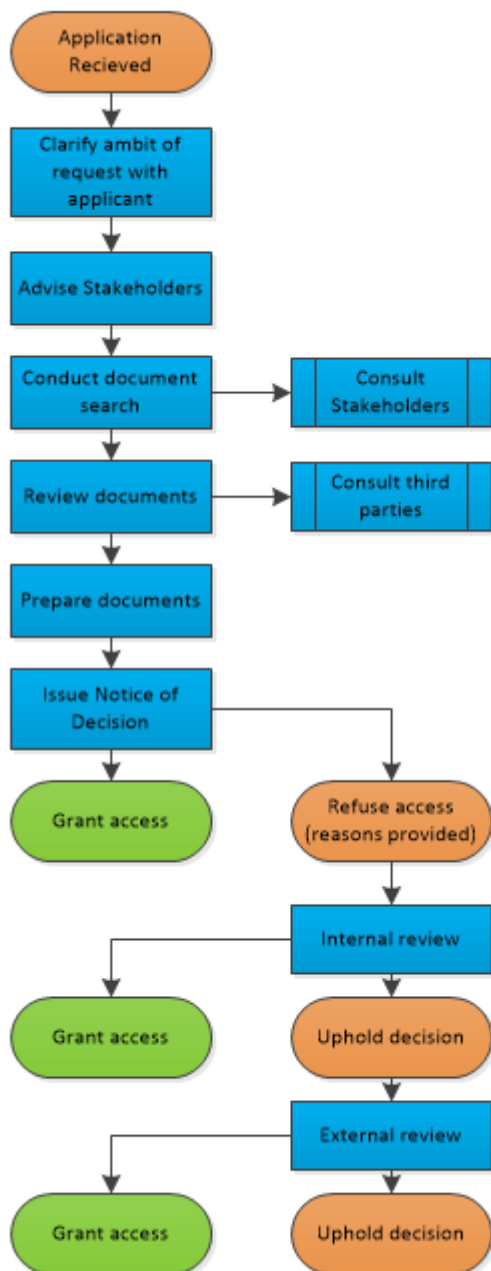 Application
Recieved
Clarify ambit of
request with
applicant
Advise Stakeholders
Conduct document
search
Consult
Stakeholders
Review documents
Consult third
parties
Prepare documents
Issue Notice of
Decision
Grant access
Refuse access
(reasons provided)
Internal review
Grant access
Uphold decision
External review
Grant access
Uphold decision